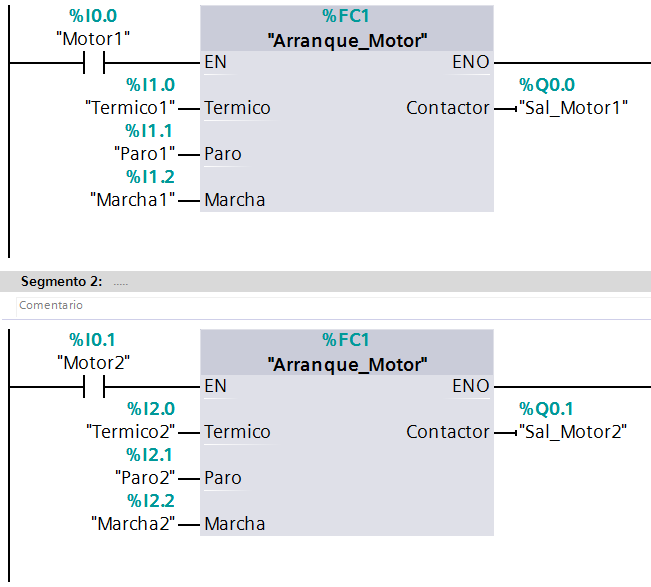 %I0.0 %FC1
"Motor1" "Arranque_Motor"
EN ENO
%I1.0 %Q0.0
"Termico1" Termico Contactor "Sal_Motor1"
%I1.1
"Paro1" Paro
%I1.2
"Marcha1" Marcha
Segmento 2: .....
Comentario
%I0.1 %FC1
"Motor2" "Arranque_Motor"
EN ENO
%I2.0 %Q0.1
"Termico2" Termico Contactor "Sal_Motor2"
%I2.1
"Paro2" Paro
%I2.2
"Marcha2" Marcha